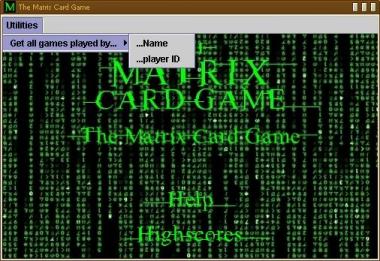 The Matrix Card Game
Utilities
Get all games played by...
...Name
...player ID
MATRIX
CARD GAME
The Matrix Card Game
Help
Highscores